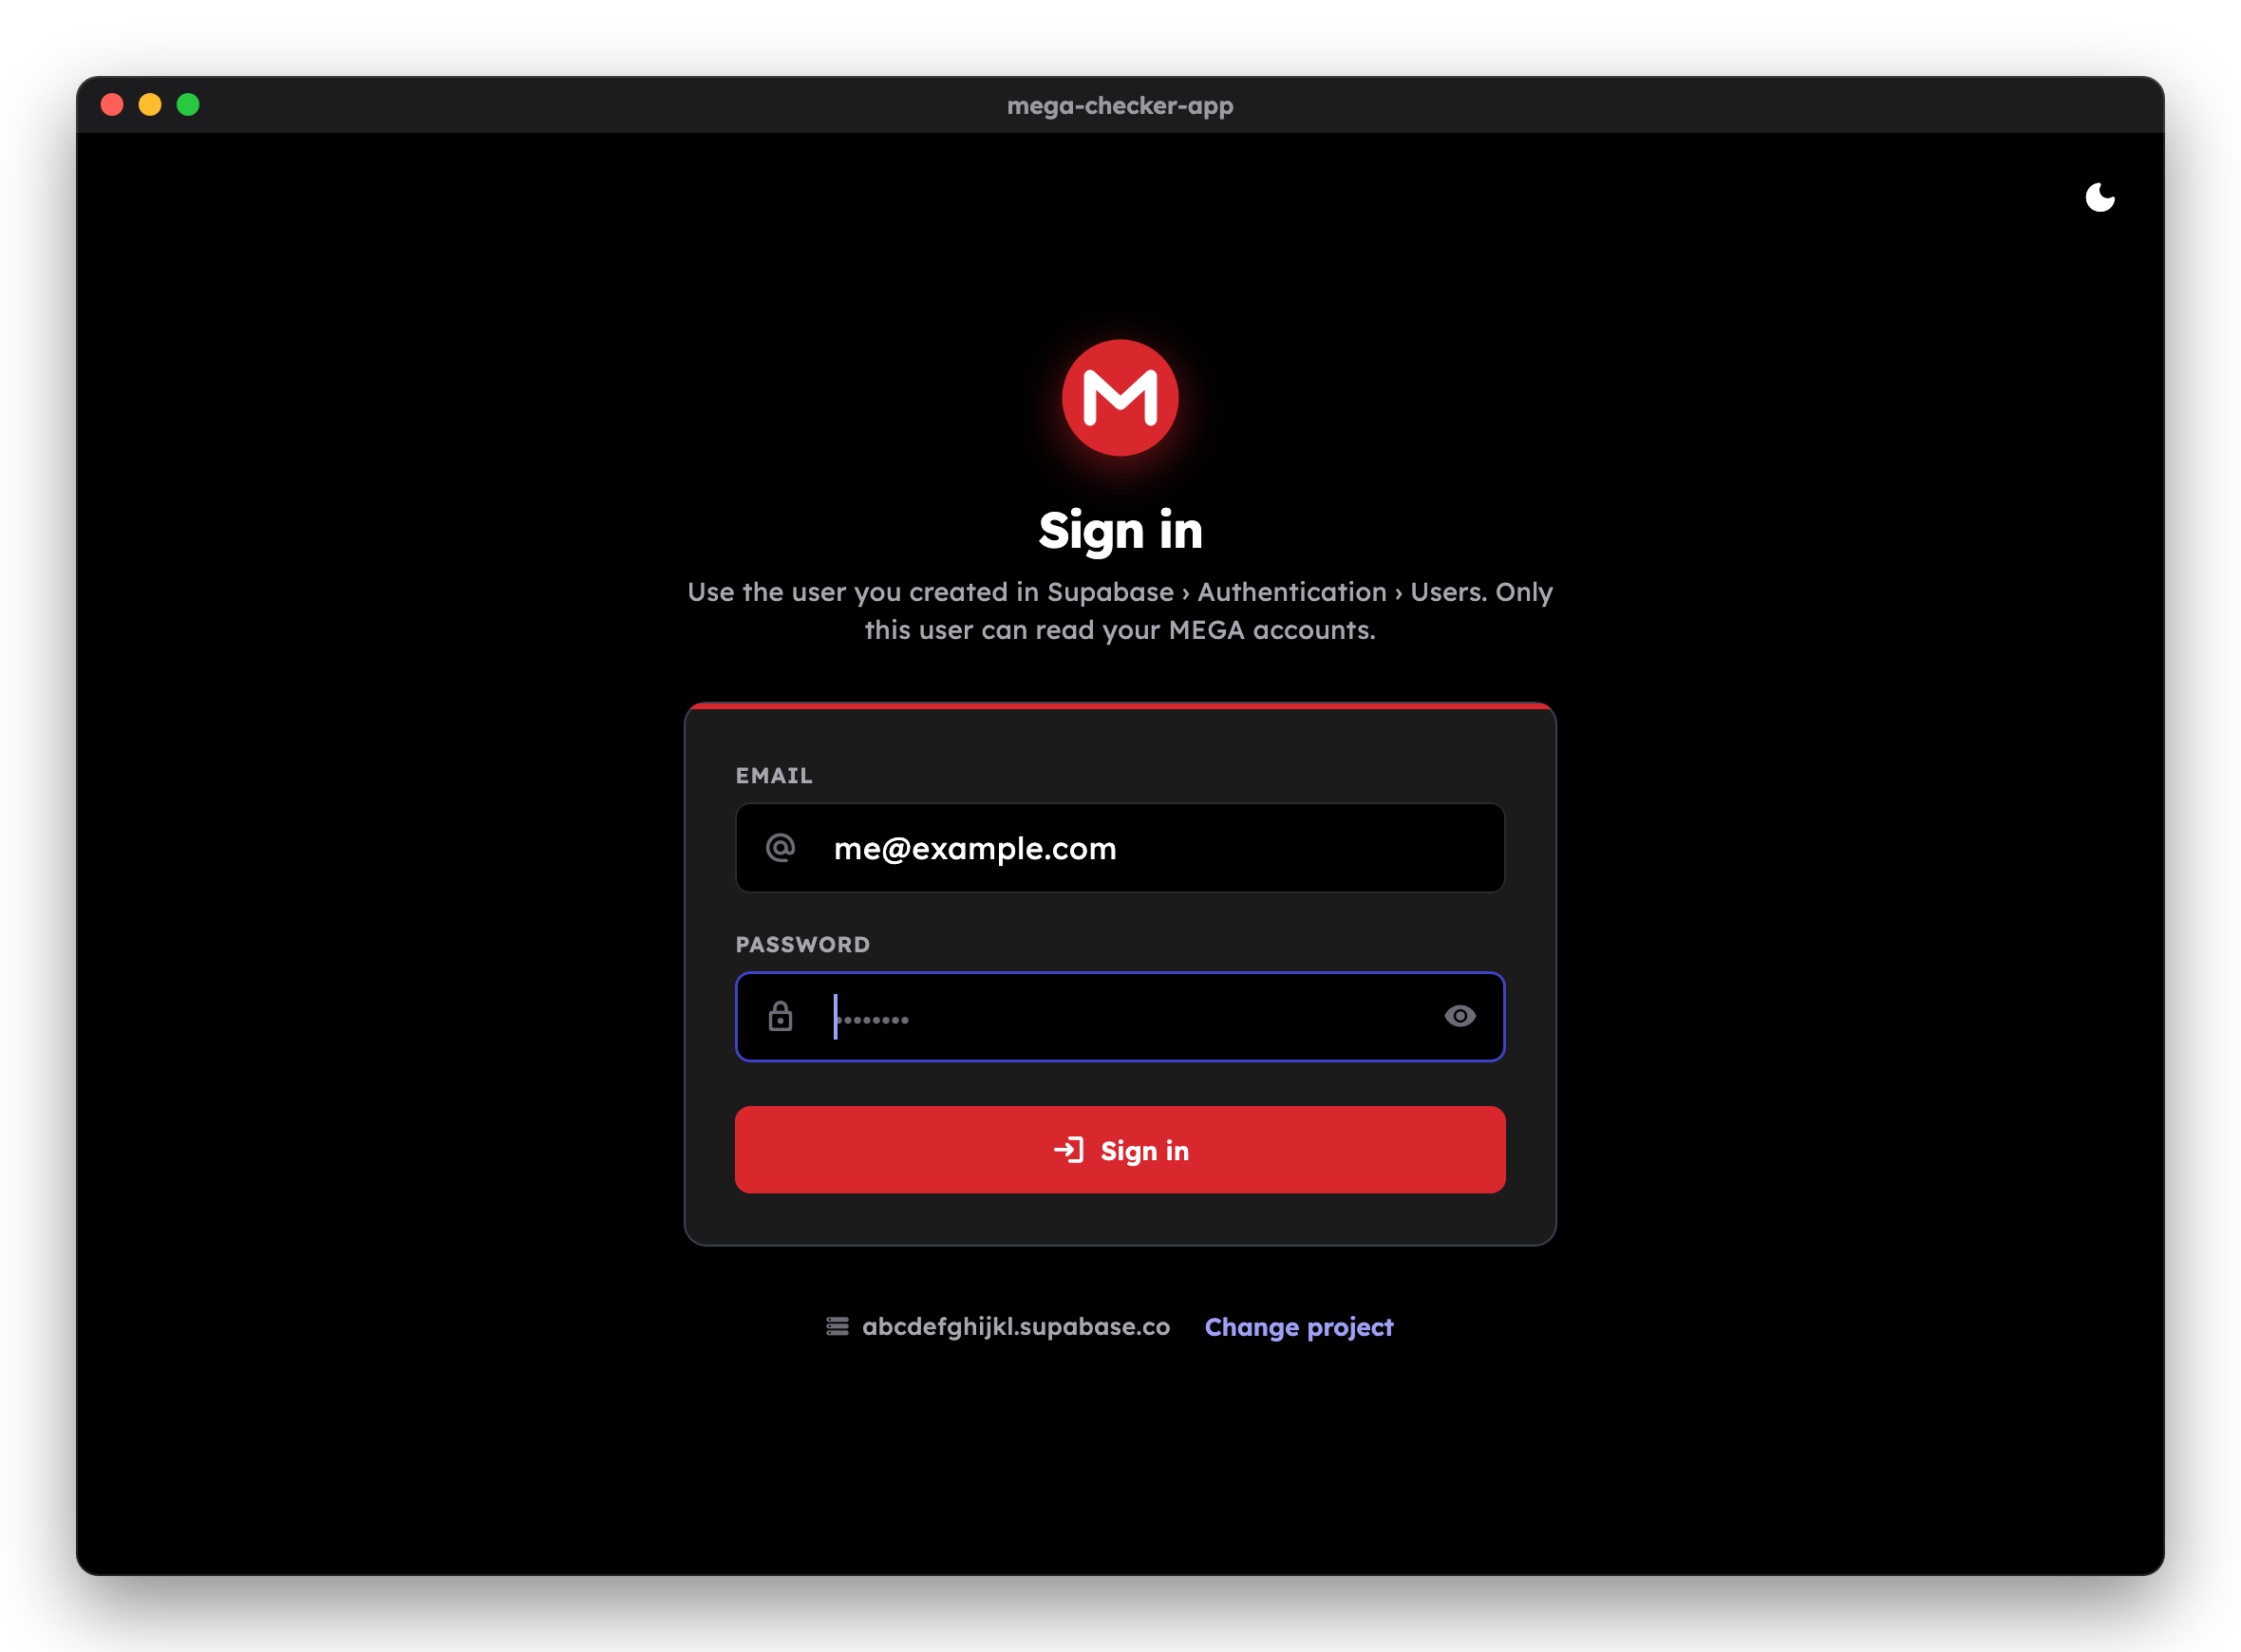 mega-checker-app
M
Sign in
Use the user you created in Supabase › Authentication › Users. Only
this user can read your MEGA accounts.
EMAIL
me@example.com
PASSWORD
••••••••
Sign in
abcdefghijkl.supabase.co Change project